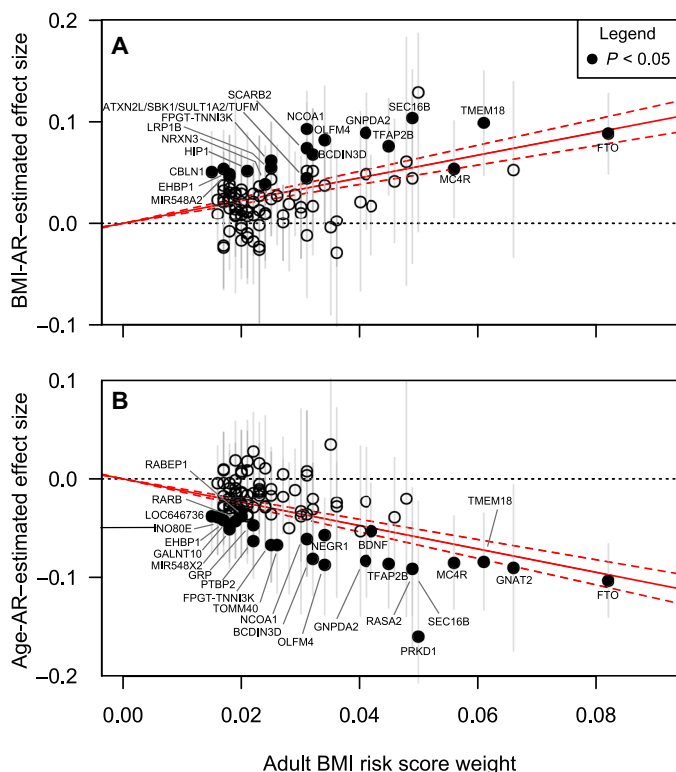 A
Legend
P < 0.05
0.2
0.1
0.0
−0.1
BMI-AR–estimated effect size
SCARB2
ATXN2L/SBK1/SULT1A2/TUFM
FPGT-TNNI3K
LRP1B
NRXN3
HIP1
CBLN1
EHBP1
MIR548A2
NCOA1
OLFM4
BCDIN3D
GNPDA2
TFAP2B
SEC16B
MC4R
TMEM18
FTO
B
0.1
0.0
−0.1
−0.2
Age-AR–estimated effect size
RABEP1
RARB
LOC646736
INO80E
EHBP1
GALNT10
MIR548X2
GRP
PTBP2
FPGT-TNNI3K
TOMM40
NCOA1
BCDIN3D
OLFM4
NEGR1
BDNF
GNPDA2
TFAP2B
RASA2
SEC16B
PRKD1
MC4R
TMEM18
GNAT2
FTO
0.00 0.02 0.04 0.06 0.08
Adult BMI risk score weight